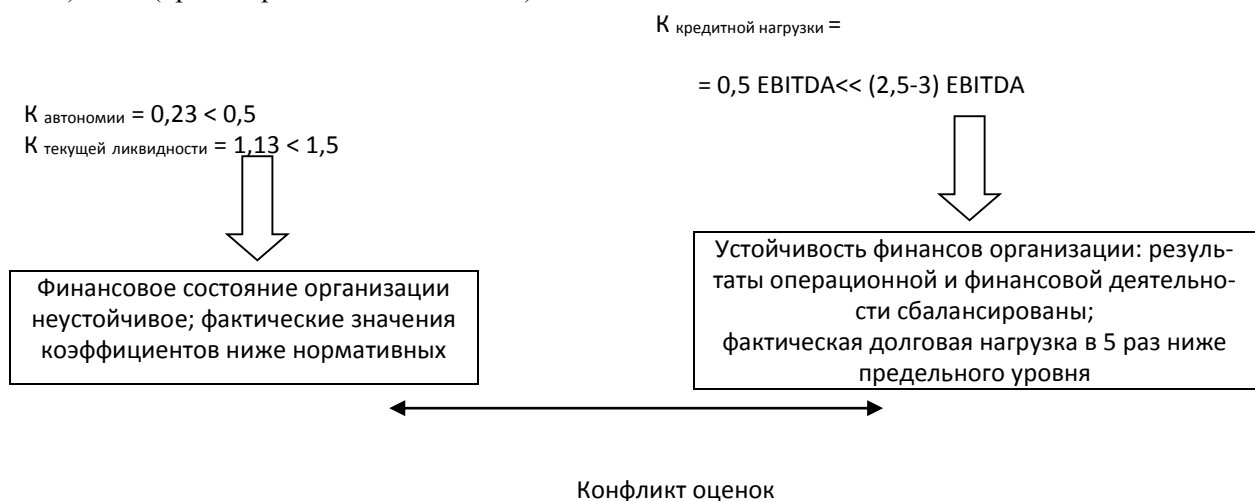 К кредитной нагрузки =
= 0,5 EBITDA<< (2,5-3) EBITDA
К автономии = 0,23 < 0,5
К текущей ликвидности = 1,13 < 1,5
Финансовое состояние организации
неустойчивое; фактические значения
коэффициентов ниже нормативных
Устойчивость финансов организации: резуль-
таты операционной и финансовой деятельно-
сти сбалансированы;
фактическая долговая нагрузка в 5 раз ниже
предельного уровня
Конфликт оценок